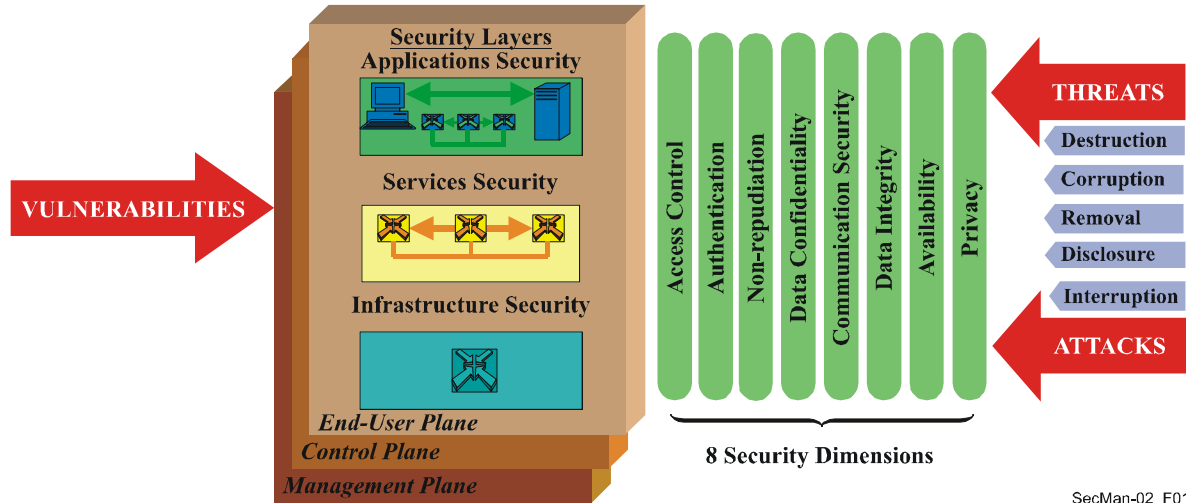 Security Layers
Applications Security
Services Security
Infrastructure Security
End-User Plane
Control Plane
Management Plane
VULNERABILITIES
Access Control
Authentication
Non-repudiation
Data Confidentiality
Communication Security
Data Integrity
Availability
Privacy
8 Security Dimensions
THREATS
Destruction
Corruption
Removal
Disclosure
Interruption
ATTACKS